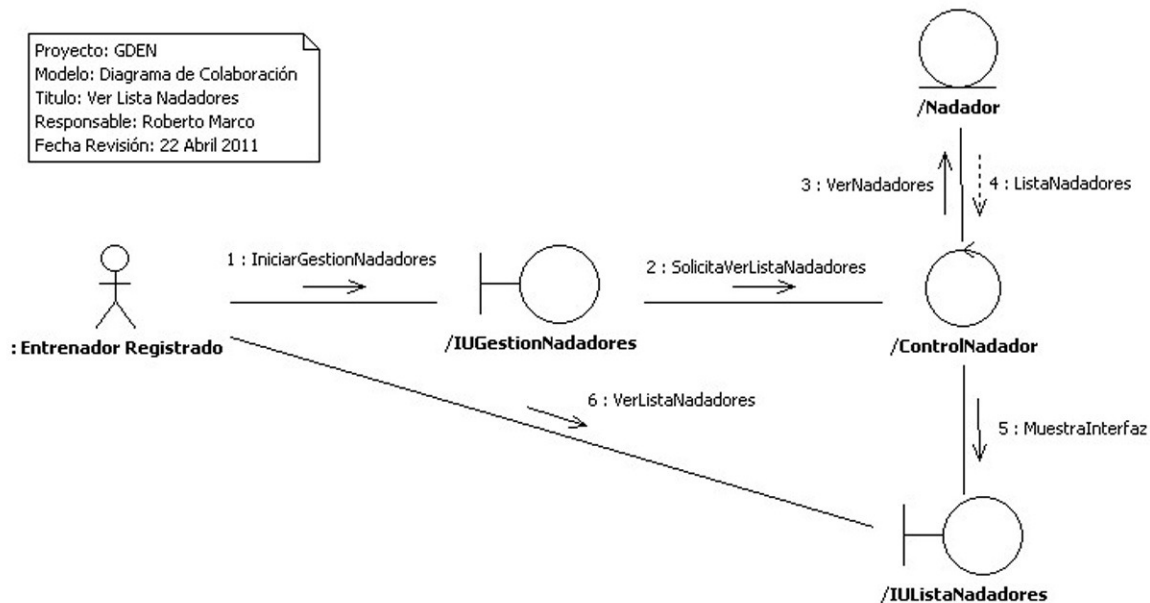 Proyecto: GDEN
Modelo: Diagrama de Colaboración
Titulo: Ver Lista Nadadores
Responsable: Roberto Marco
Fecha Revisión: 22 Abril 2011
/Nadador
3 : VerNadadores
4 : ListaNadadores
1 : IniciarGestionNadadores
2 : SolicitaVerListaNadadores
: Entrenador Registrado
/IUGestionNadadores
/ControlNadador
6 : VerListaNadadores
5 : MuestraInterfaz
/IUListaNadadores